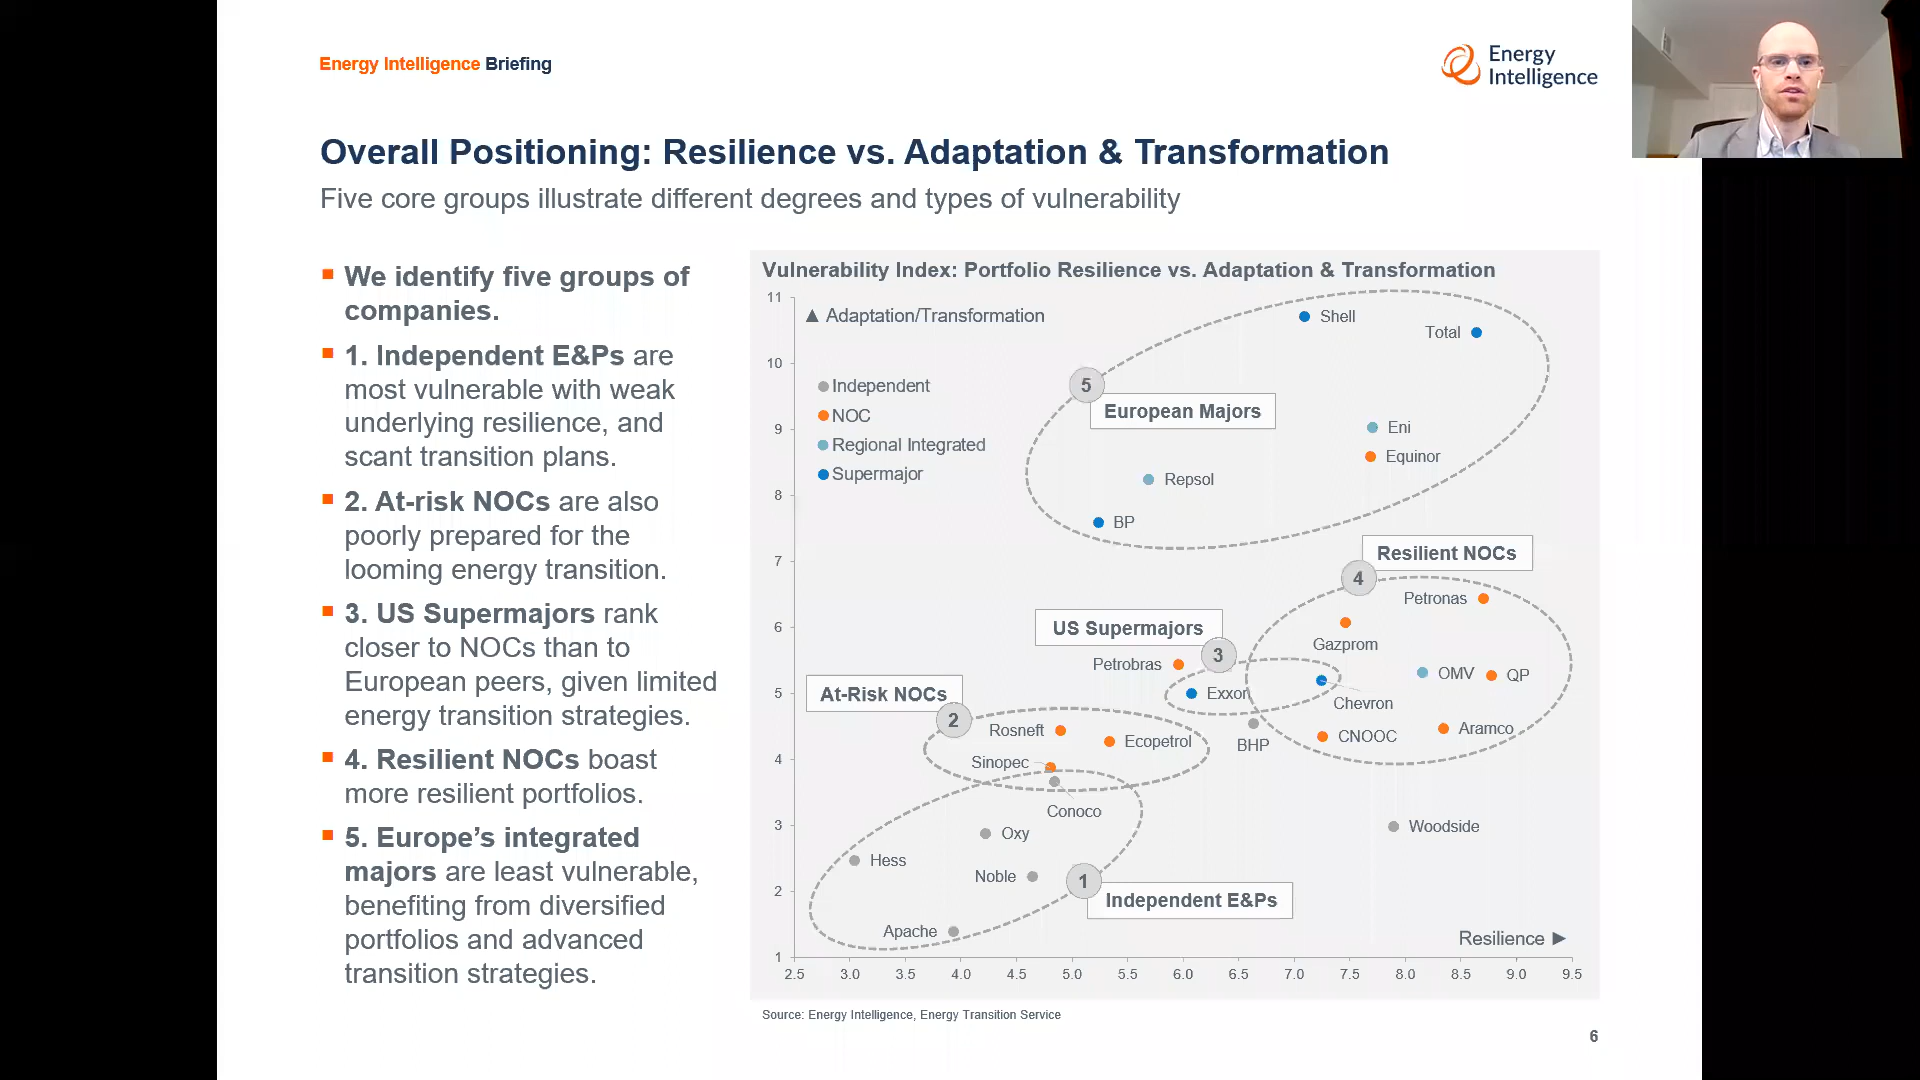 Energy Intelligence Briefing
Energy
Intelligence
Overall Positioning: Resilience vs. Adaptation & Transformation
Five core groups illustrate different degrees and types of vulnerability
We identify five groups of
companies.
1. Independent E&Ps are
most vulnerable with weak
underlying resilience, and
scant transition plans.
2. At-risk NOCs are also
poorly prepared for the
looming energy transition.
3. US Supermajors rank
closer to NOCs than to
European peers, given limited
energy transition strategies.
4. Resilient NOCs boast
more resilient portfolios.
5. Europe's integrated
majors are least vulnerable,
benefiting from diversified
portfolios and advanced
transition strategies.
Vulnerability Index: Portfolio Resilience vs. Adaptation & Transformation
11
▲ Adaptation/Transformation
Shell
Total
10
5
Independent
European Majors
NOC
9
Eni
Regional Integrated
Equinor
Supermajor
Repsol
8
BP
Resilient NOCs
7
4
Petronas
6
US Supermajors
Gazprom
3
Petrobras
OMV
QP
5
At-Risk NOCs
Exxon
Chevron
2
Rosneft
Ecopetrol
BHP
CNOOC
Aramco
4
Sinopec
Conoco
3
Oxy
Woodside
Hess
Noble
1
2
Independent E&Ps
Apache
Resilience ►
1
2.5 3.0 3.5 4.0 4.5 5.0 5.5 6.0 6.5 7.0 7.5 8.0 8.5 9.0 9.5
Source: Energy Intelligence, Energy Transition Service
6